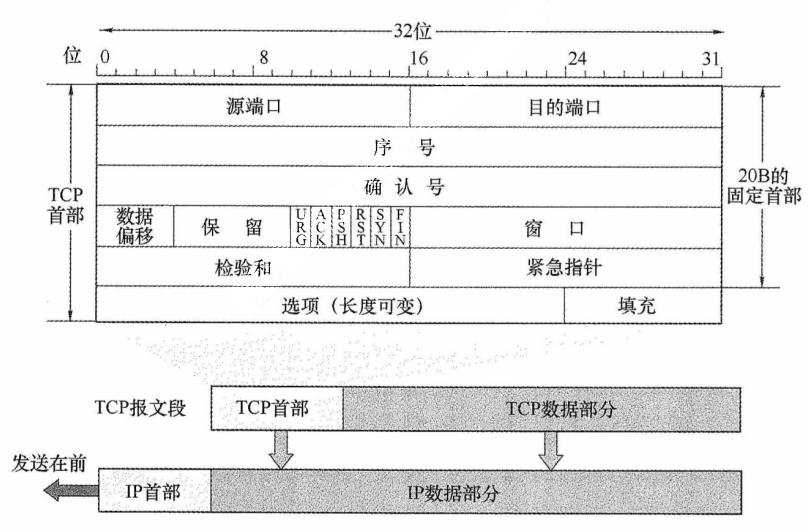 32位
位 0 8 16 24 31
源端口 目的端口
序 号
确 认 号
TCP
首部
20B的
固定首部
数据
偏移
保 留
URG ACK PSH RST SYN FIN
窗 口
检验和 紧急指针
选项（长度可变） 填充
TCP报文段 TCP首部 TCP数据部分
发送在前
IP首部 IP数据部分